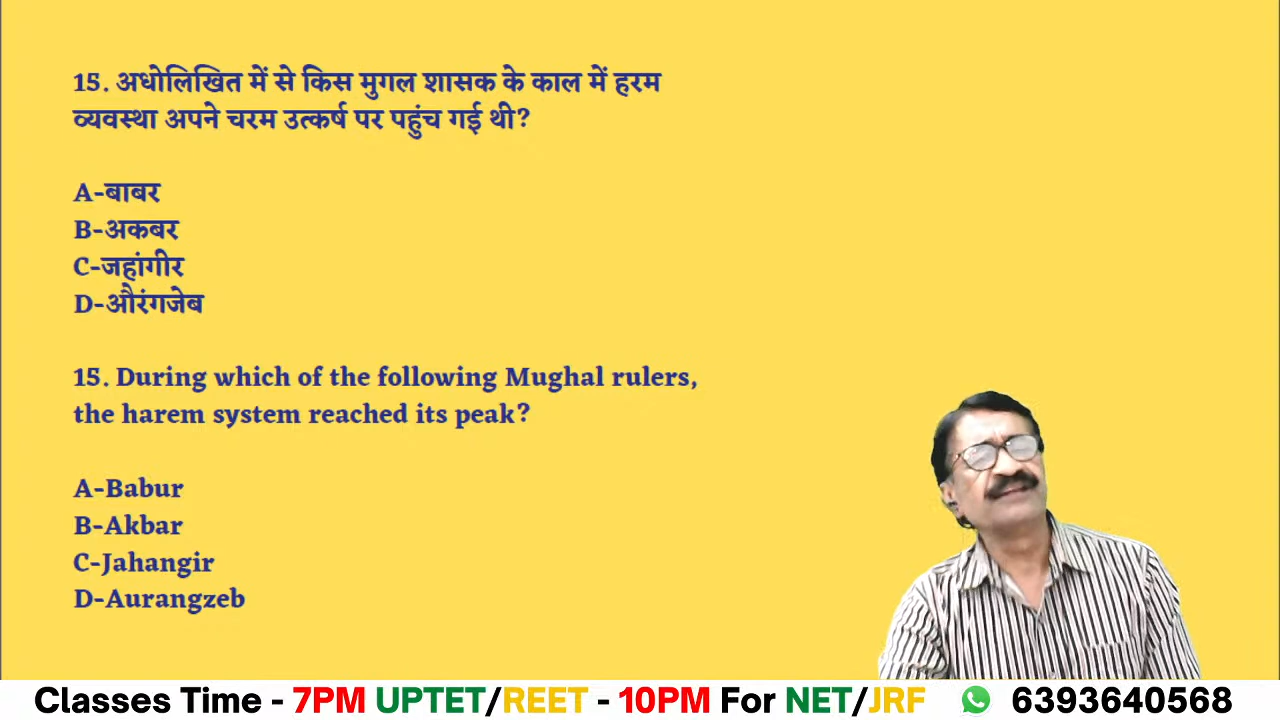 15. अधोलिखित में से किस मुगल शासक के काल में हरम
व्यवस्था अपने चरम उत्कर्ष पर पहुंच गई थी?
A-बाबर
B-अकबर
C-जहांगीर
D-औरंगजेब
15. During which of the following Mughal rulers,
the harem system reached its peak?
A-Babur
B-Akbar
C-Jahangir
D-Aurangzeb
Classes Time - 7PM UPTET/REET - 10PM For NET/JRF 6393640568